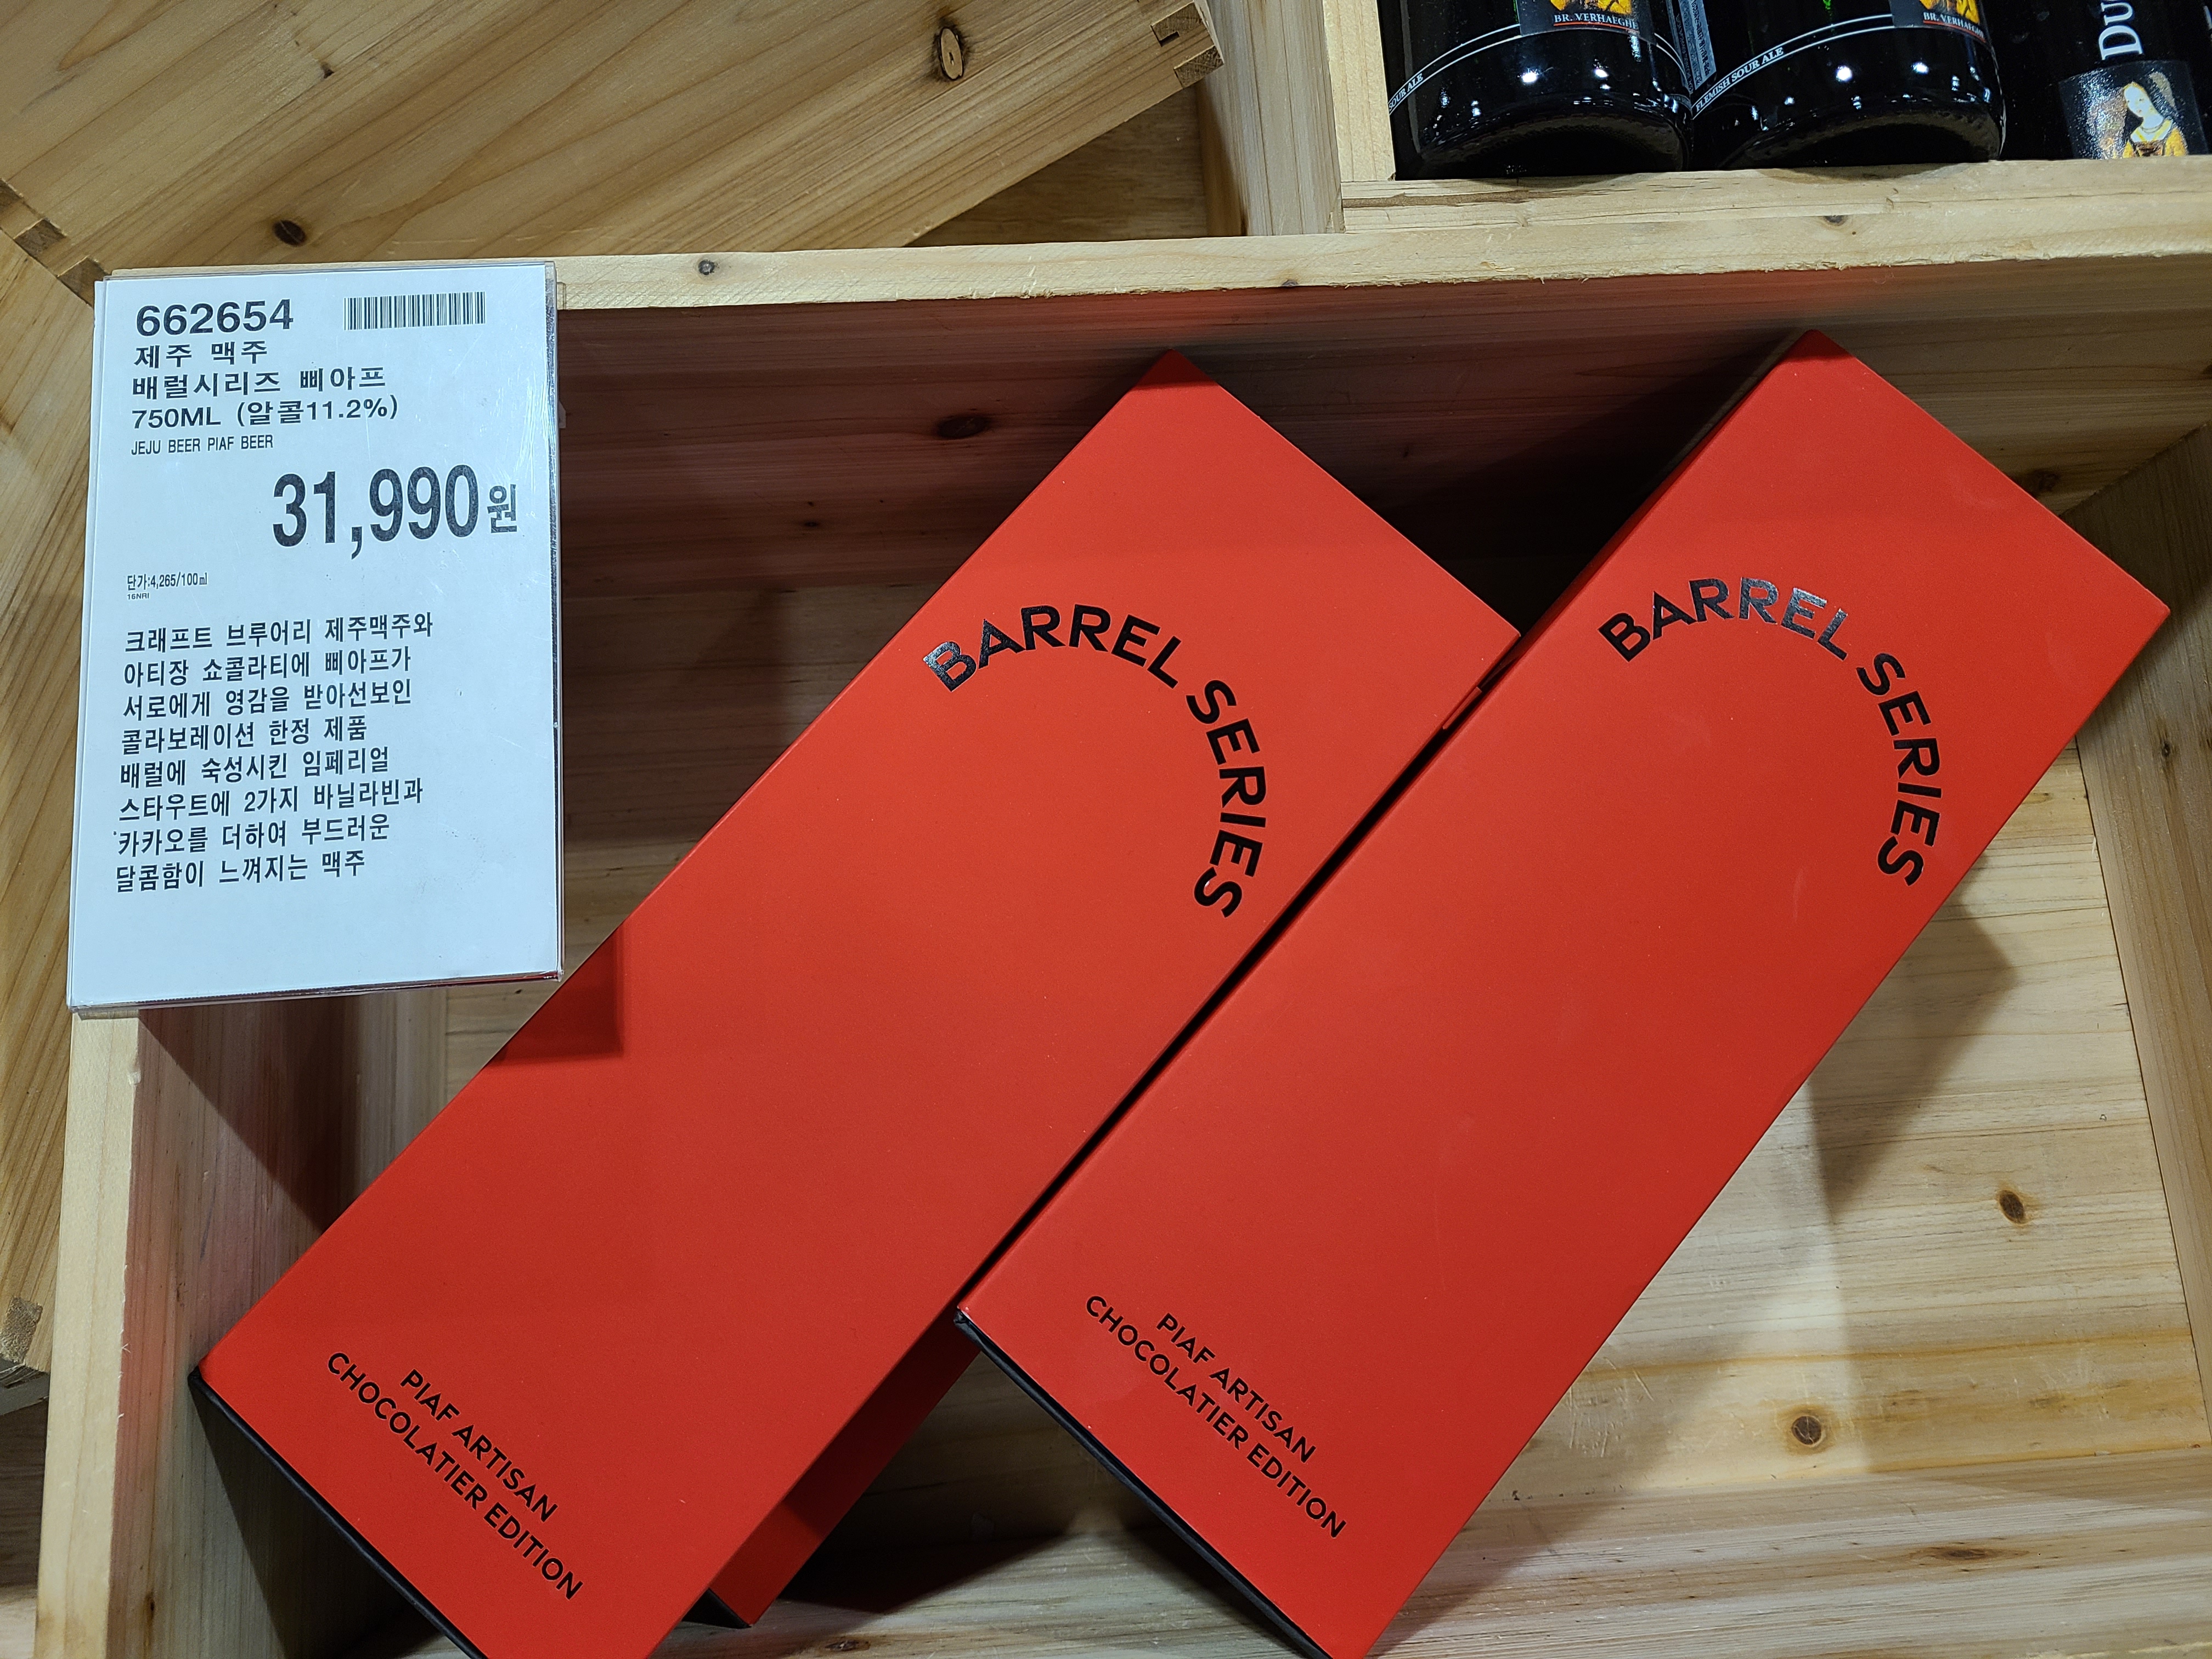 662654
제주 맥주
배럴시리즈 삐아프
750ML (알콜11.2%)
JEJU BEER PIAF BEER
31,990원
단가:4,265/100㎖
16NRI
크래프트 브루어리 제주맥주와
아티장 쇼콜라티에 삐아프가
서로에게 영감을 받아선보인
콜라보레이션 한정 제품
배럴에 숙성시킨 임페리얼
스타우트에 2가지 바닐라빈과
카카오를 더하여 부드러운
달콤함이 느껴지는 맥주
BARREL SERIES
PIAF ARTISAN
CHOCOLATIER EDITION
BARREL SERIES
PIAF ARTISAN
CHOCOLATIER EDITION
BR. VERHAEGHE
SOUR ALE
BR. VERHAEGHE
FLEMISH SOUR ALE